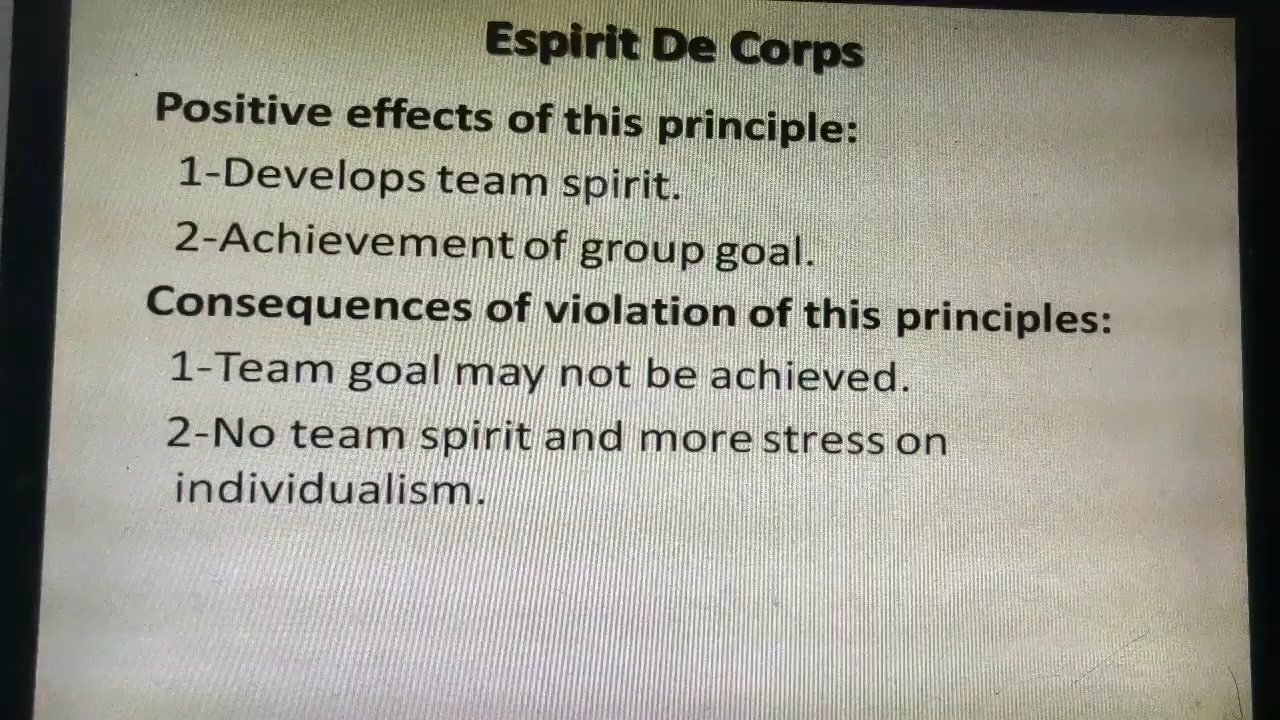 Espirit De Corps
Positive effects of this principle:
1-Develops team spirit.
2-Achievement of group goal.
Consequences of violation of this principles:
1-Team goal may not be achieved.
2-No team spirit and more stress on
individualism.